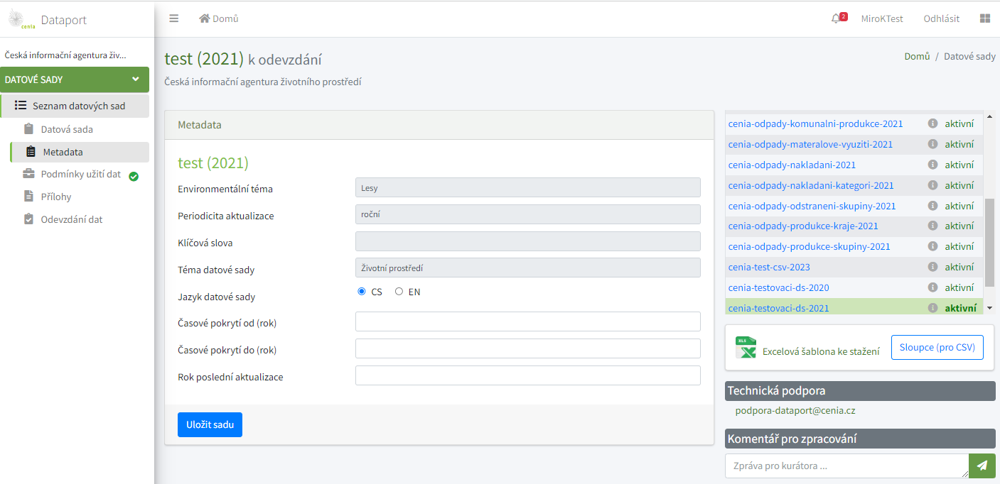 cenia
Dataport
Domů
2
MiroKTest
Odhlásit
Česká informační agentura živ...
DATOVÉ SADY
Seznam datových sad
Datová sada
Metadata
Podmínky užití dat
Přílohy
Odevzdání dat
test (2021) k odevzdání
Česká informační agentura životního prostředí
Domů / Datové sady
Metadata
test (2021)
Environmentální téma
Lesy
Periodicita aktualizace
roční
Klíčová slova
Téma datové sady
Životní prostředí
Jazyk datové sady
CS EN
Časové pokrytí od (rok)
Časové pokrytí do (rok)
Rok poslední aktualizace
Uložit sadu
cenia-odpady-komunalni-produkce-2021 aktivní
cenia-odpady-materalove-vyuziti-2021 aktivní
cenia-odpady-nakladani-2021 aktivní
cenia-odpady-nakladani-kategori-2021 aktivní
cenia-odpady-odstraneni-skupiny-2021 aktivní
cenia-odpady-produkce-kraje-2021 aktivní
cenia-odpady-produkce-skupiny-2021 aktivní
cenia-test-csv-2023 aktivní
cenia-testovaci-ds-2020 aktivní
cenia-testovaci-ds-2021 aktivní
XLS
Excelová šablona ke stažení
Sloupce (pro CSV)
Technická podpora
podpora-dataport@cenia.cz
Komentář pro zpracování
Zpráva pro kurátora ...